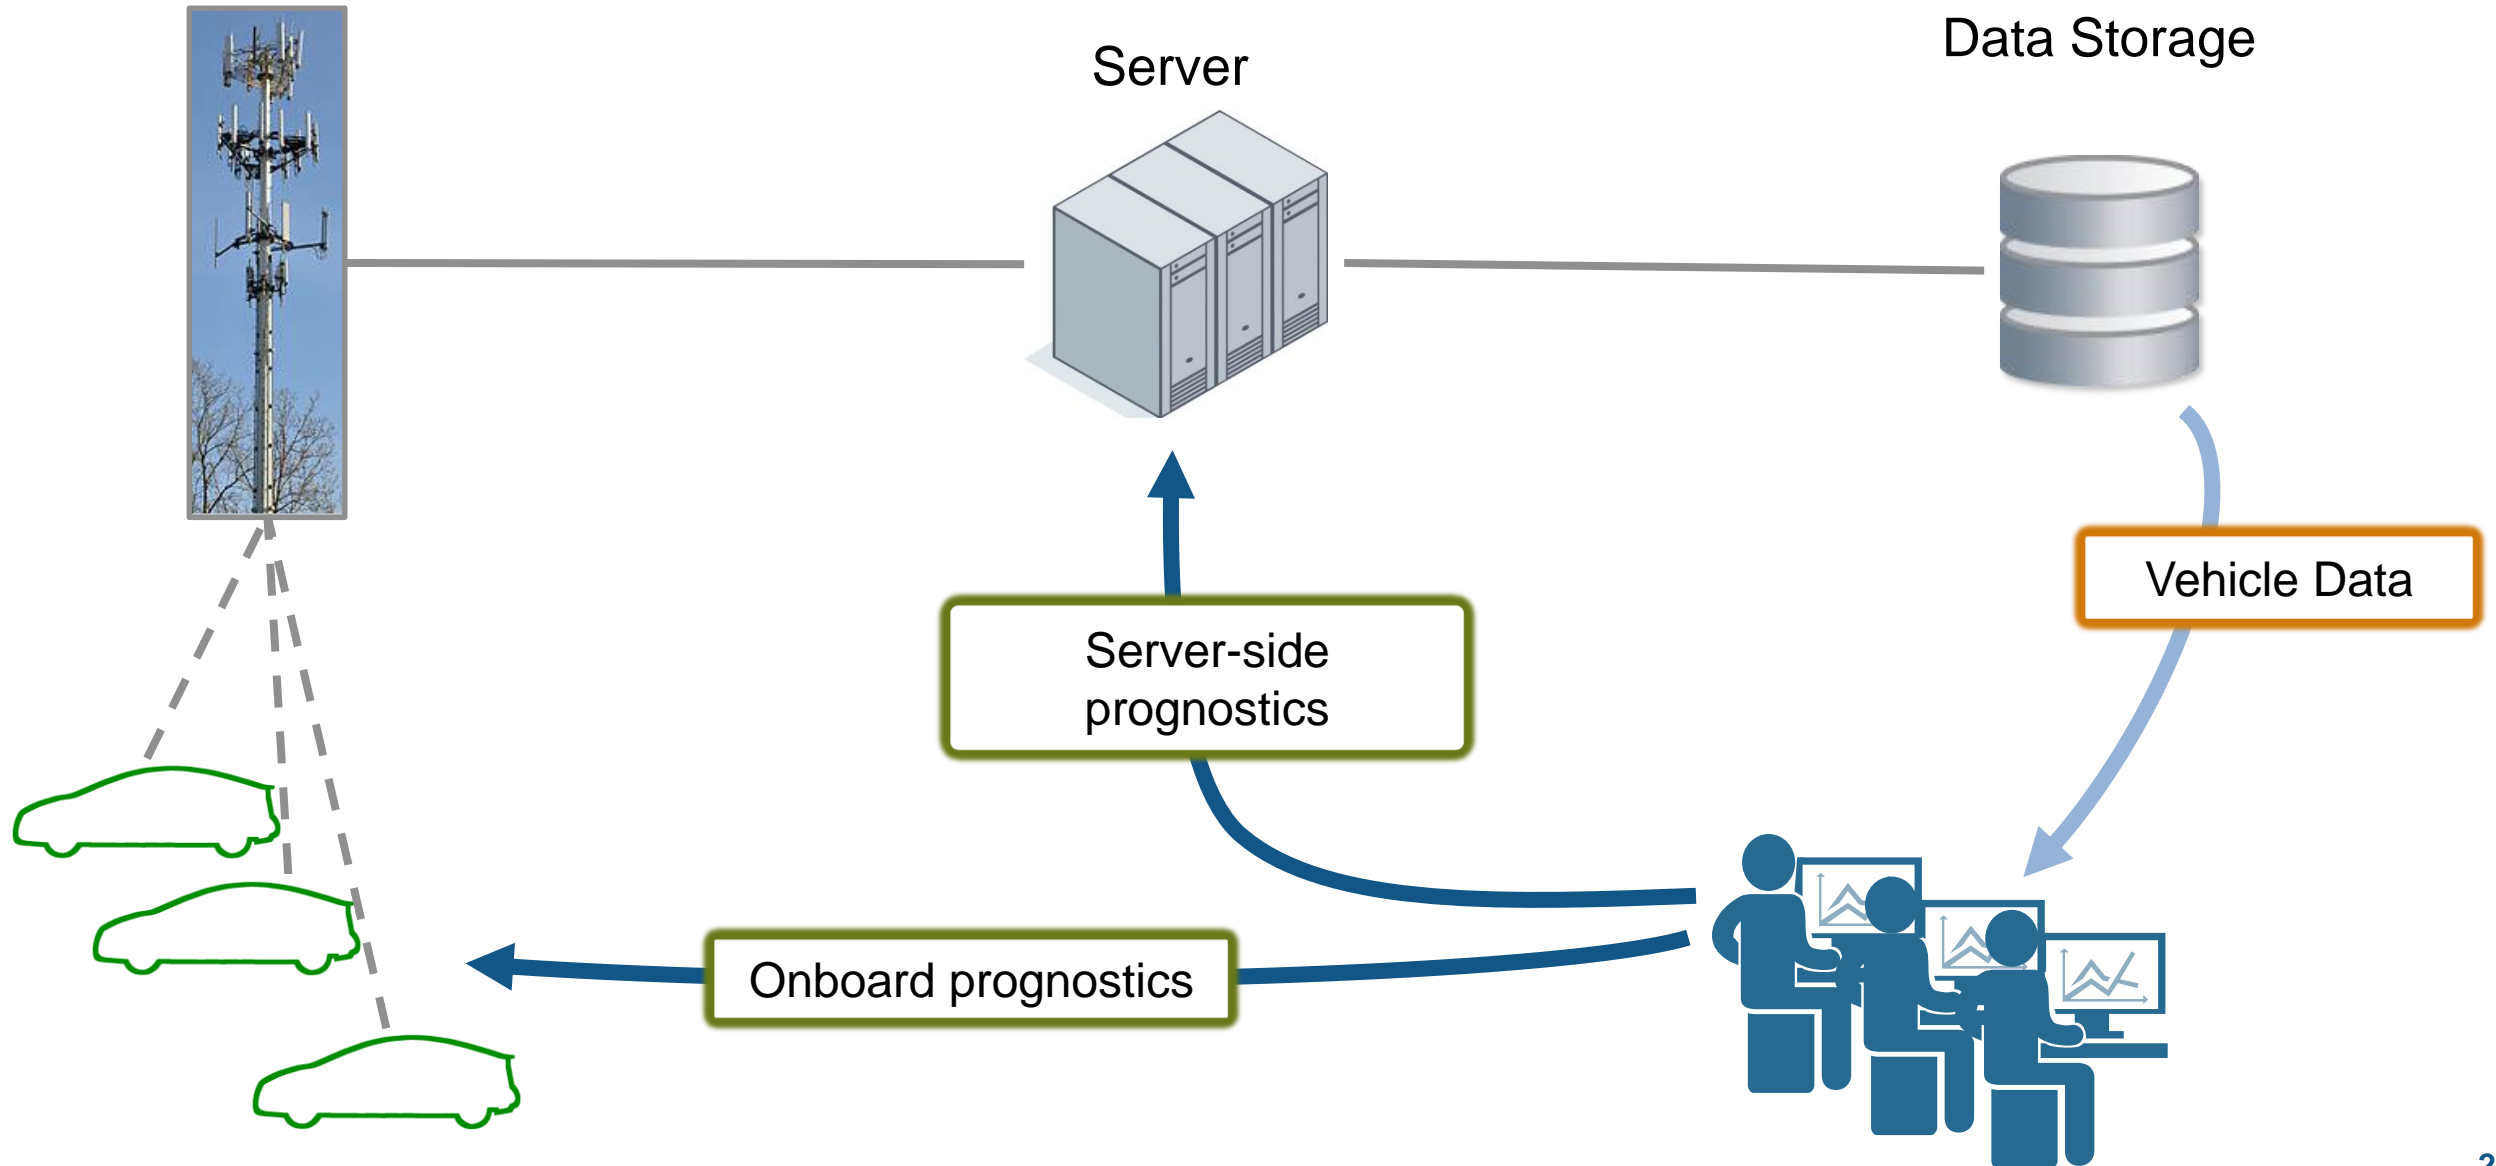 Server
Data Storage
Vehicle Data
Server-side
prognostics
Onboard prognostics